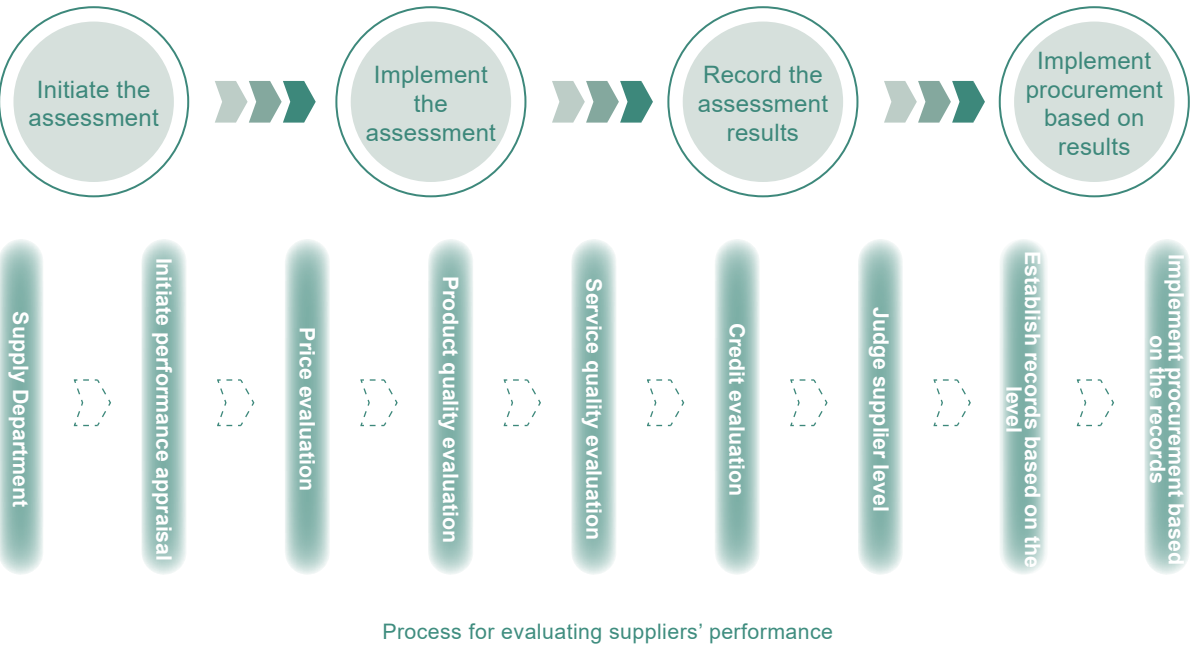 Initiate the
assessment
Implement
the
assessment
Record the
assessment
results
Implement
procurement
based on
results
Supply Department
Initiate performance appraisal
Price evaluation
Product quality evaluation
Service quality evaluation
Credit evaluation
Judge supplier level
Establish records based on the
level
Implement procurement based
on the records
Process for evaluating suppliers’ performance